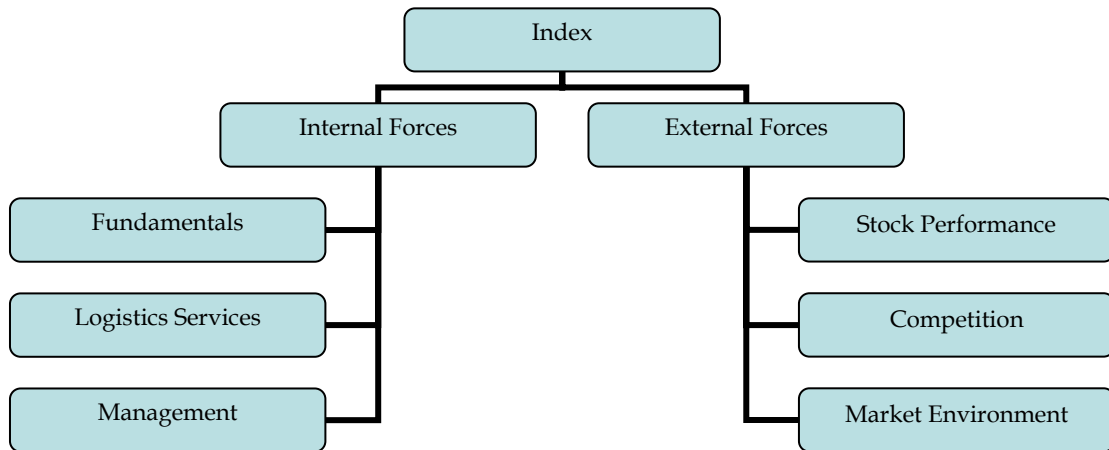 Index
Internal Forces
External Forces
Fundamentals
Stock Performance
Logistics Services
Competition
Management
Market Environment